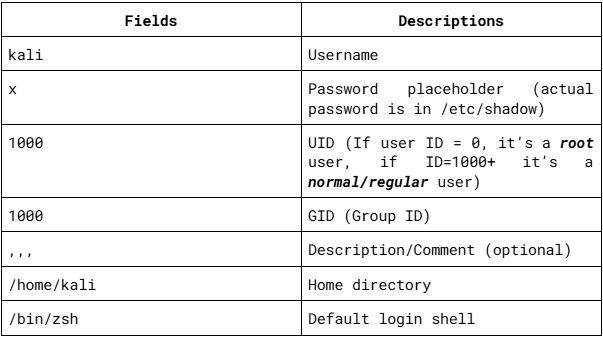 Fields Descriptions
kali Username
x Password placeholder (actual
password is in /etc/shadow)
1000 UID (If user ID = 0, it's a root
user, if ID=1000+ it's a
normal/regular user)
1000 GID (Group ID)
,,, Description/Comment (optional)
/home/kali Home directory
/bin/zsh Default login shell